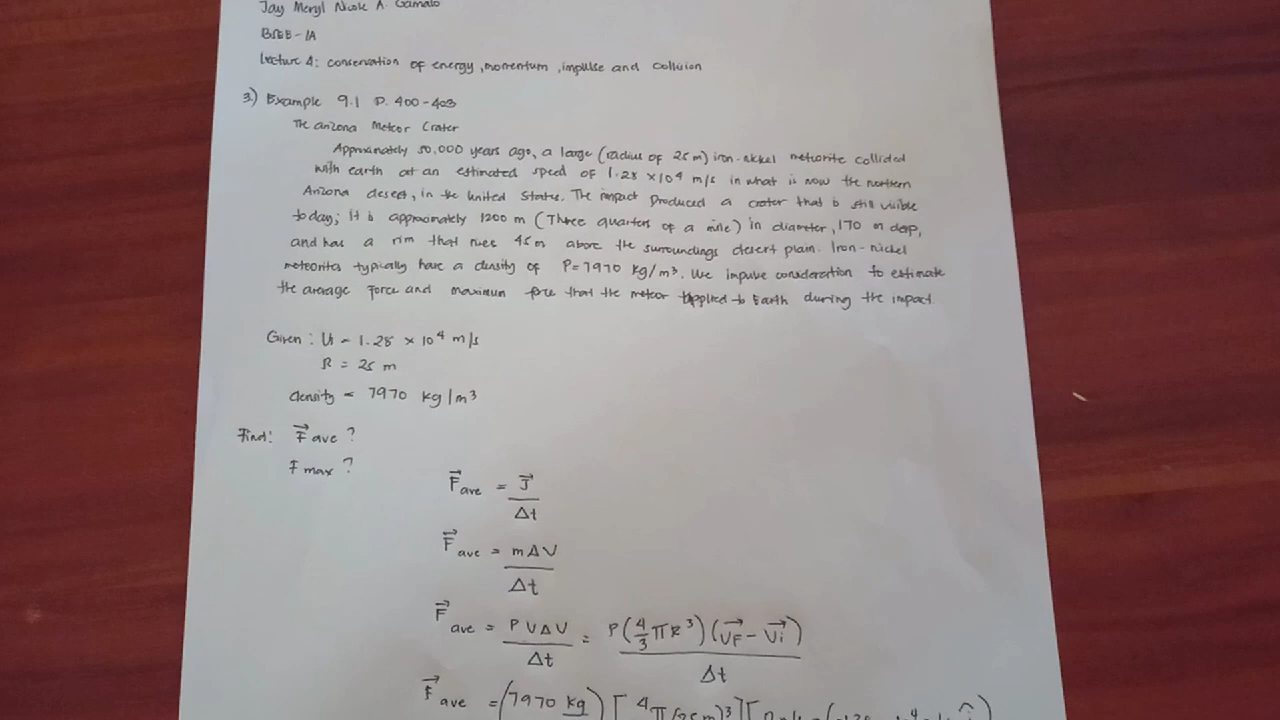 Jay Meryl Nicole A. Gamalo
BSEE-1A
Lecture 4: conservation of energy, momentum, impulse and collision
3.) Example 9.1 P. 400-403
The arizona Meteor Crater
Approximately 50,000 years ago, a large (radius of 25 m) iron-nickel meteorite collided
with earth at an estimated speed of 1.28 × 10⁴ m/s in what is now the northern
Arizona desert, in the United States. The impact produced a crater that is still visible
today; It is approximately 1200 m (Three quarters of a mile) in diameter, 170 m deep,
and has a rim that rises 45 m above the surroundings desert plain. Iron-nickel
meteorites typically have a density of P = 7970 kg/m³. Use impulse consideration to estimate
the average Force and maximum force that the meteor applied to Earth during the impact.
Given: Vi = 1.28 × 10⁴ m/s
R = 25 m
density = 7970 kg/m³
Find: F⃗ ave ?
F max ?
F⃗ ave = J⃗ / Δt
F⃗ ave = mΔV / Δt
F⃗ ave = PVΔV / Δt = P(4/3 πR³)(V⃗F - V⃗i) / Δt
F⃗ ave = (7970 kg